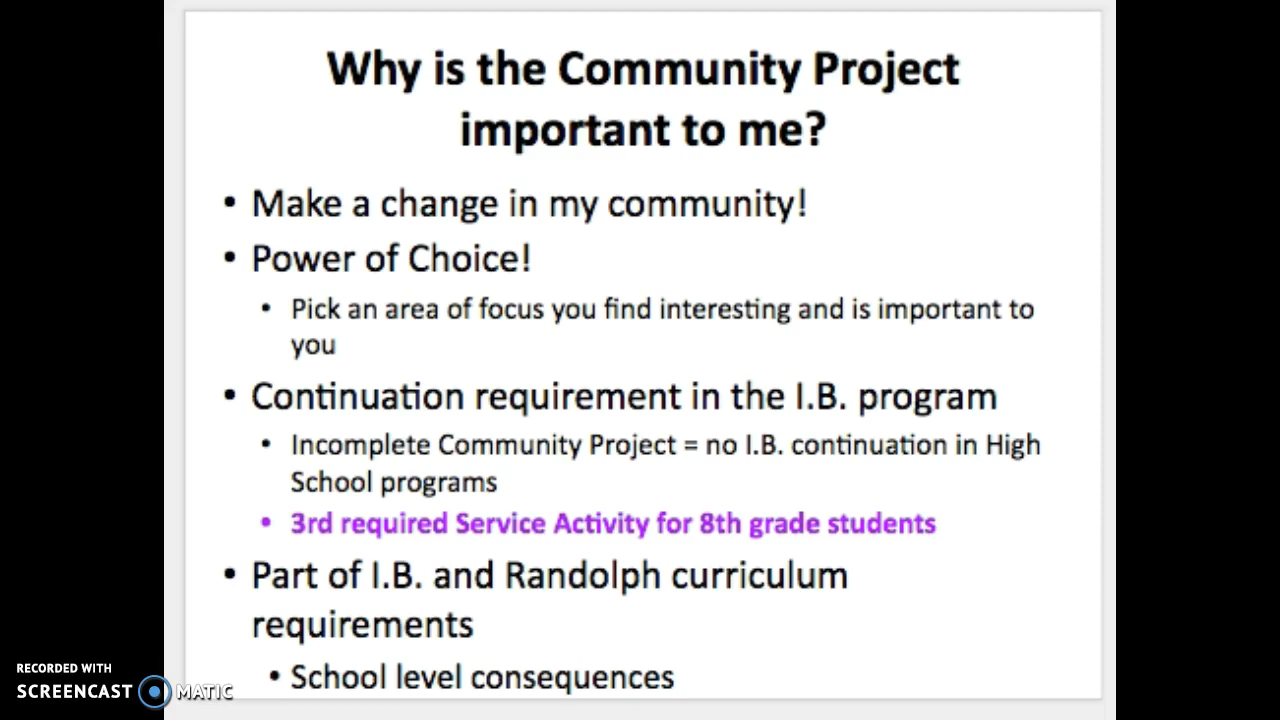 Why is the Community Project
important to me?
• Make a change in my community!
• Power of Choice!
• Pick an area of focus you find interesting and is important to
you
• Continuation requirement in the I.B. program
• Incomplete Community Project = no I.B. continuation in High
School programs
• 3rd required Service Activity for 8th grade students
• Part of I.B. and Randolph curriculum
requirements
• School level consequences
RECORDED WITH
SCREENCAST MATIC